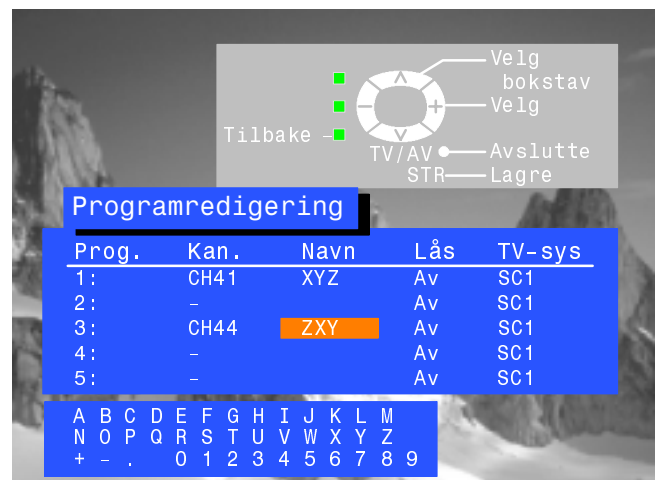 Velg
bokstav
Velg
Tilbake
TV/AV Avslutte
STR Lagre
Programredigering
Prog. Kan. Navn Lås TV-sys
1: CH41 XYZ Av SC1
2: - Av SC1
3: CH44 ZXY Av SC1
4: - Av SC1
5: - Av SC1
A B C D E F G H I J K L M
N O P Q R S T U V W X Y Z
+ - . 0 1 2 3 4 5 6 7 8 9